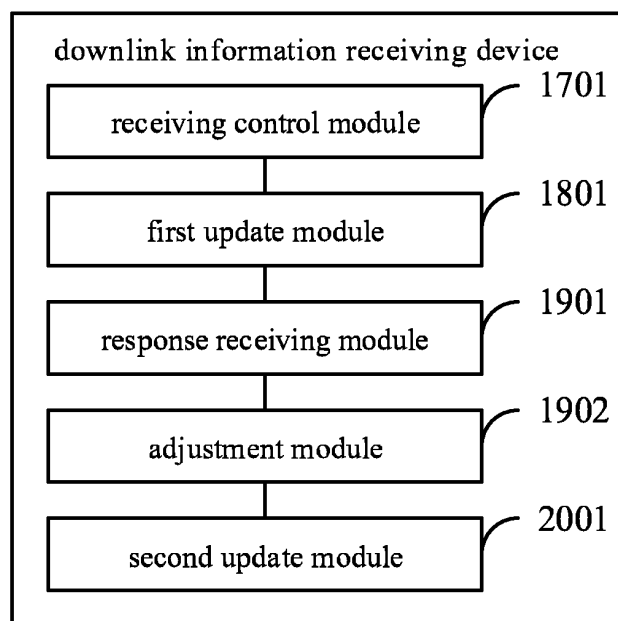 downlink information receiving device
1701
receiving control module
1801
first update module
1901
response receiving module
1902
adjustment module
2001
second update module